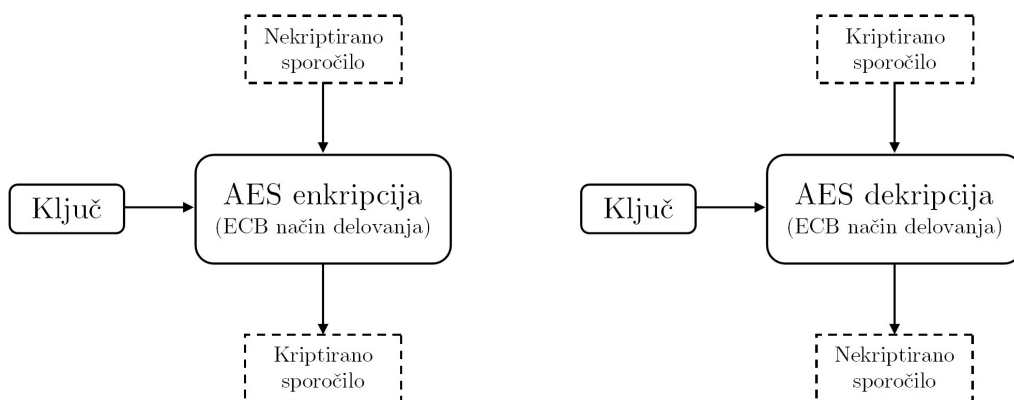 Nekriptirano
sporočilo
Ključ
AES enkripcija
(ECB način delovanja)
Kriptirano
sporočilo
Kriptirano
sporočilo
Ključ
AES dekripcija
(ECB način delovanja)
Nekriptirano
sporočilo